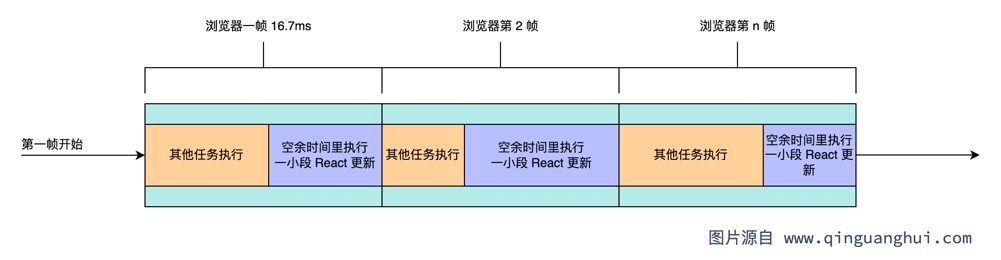 浏览器一帧 16.7ms
浏览器第 2 帧
浏览器第 n 帧
第一帧开始
其他任务执行
空余时间里执行
一小段 React 更新
其他任务执行
空余时间里执行
一小段 React 更新
其他任务执行
空余时间里执行
一小段 React 更
新
图片源自 www.qinguanghui.com